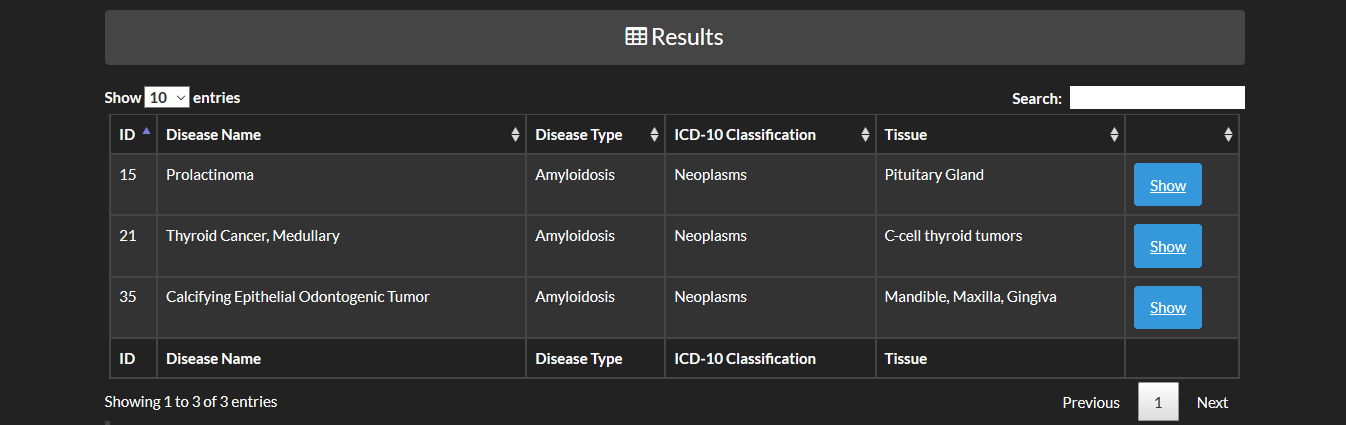 Results
Show 10 entries Search:
ID Disease Name Disease Type ICD-10 Classification Tissue
15 Prolactinoma Amyloidosis Neoplasms Pituitary Gland Show
21 Thyroid Cancer, Medullary Amyloidosis Neoplasms C-cell thyroid tumors Show
35 Calcifying Epithelial Odontogenic Tumor Amyloidosis Neoplasms Mandible, Maxilla, Gingiva Show
ID Disease Name Disease Type ICD-10 Classification Tissue
Showing 1 to 3 of 3 entries Previous 1 Next